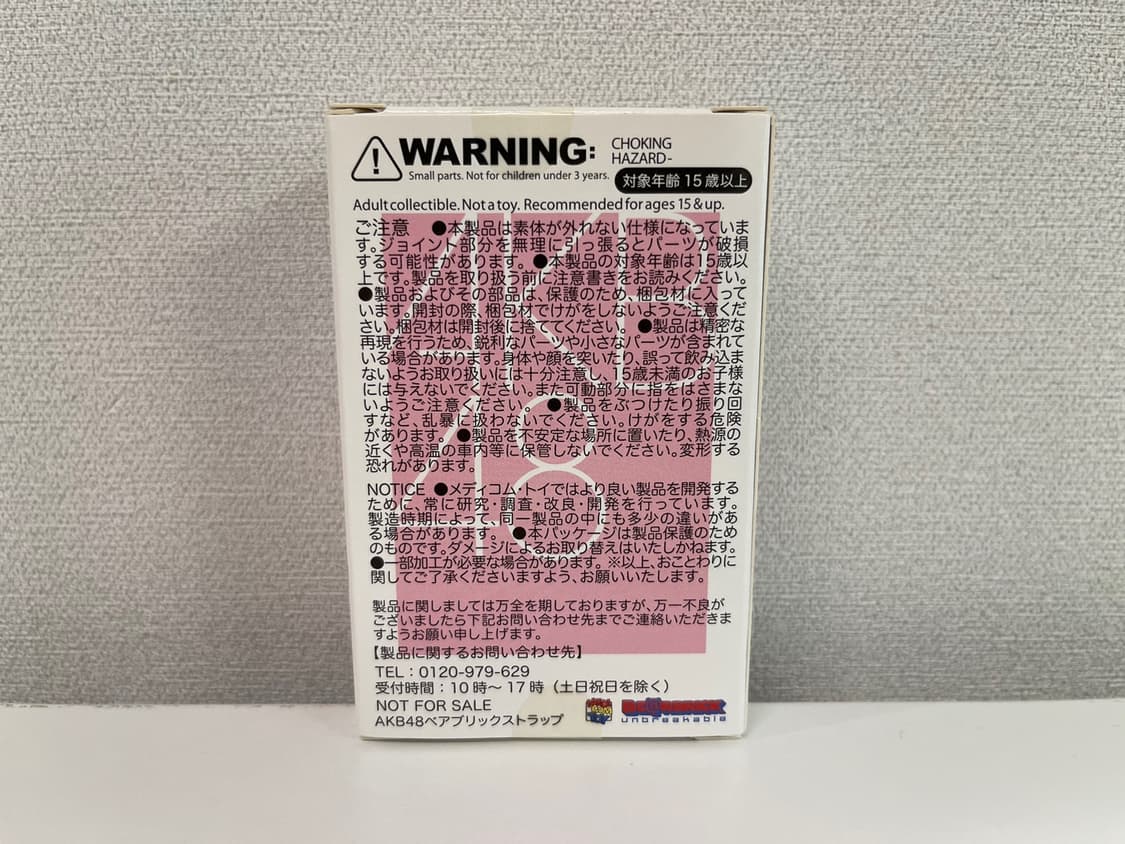 WARNING: CHOKING
HAZARD-
Small parts. Not for children under 3 years.
対象年齢 15 歳以上
Adult collectible. Not a toy. Recommended for ages 15 & up.
AKB
48
ご注意 ●本製品は素体が外れない仕様になっていま
す。ジョイント部分を無理に引っ張るとパーツが破損
する可能性があります。●本製品の対象年齢は15歳以
上です。製品を取り扱う前に注意書きをお読みください。
●製品およびその部品は、保護のため、梱包材に入って
います。開封の際、梱包材でけがをしないようご注意くだ
さい。梱包材は開封後に捨ててください。 ●製品は精密な
再現を行うため、鋭利なパーツや小さなパーツが含まれて
いる場合があります。身体や顔を突いたり、誤って飲み込ま
ないようお取り扱いには十分注意し、15歳未満のお子様
には与えないでください。また可動部分に指をはさまな
いようご注意ください。 ●製品をぶつけたり振り回
すなど、乱暴に扱わないでください。けがをする危険
があります。 ●製品を不安定な場所に置いたり、熱源の
近くや高温の車内等に保管しないでください。変形する
恐れがあります。
NOTICE ●メディコム・トイではより良い製品を開発する
ために、常に研究・調査・改良・開発を行っています。
製造時期によって、同一製品の中にも多少の違いがあ
る場合があります。 ●本パッケージは製品保護のため
のものです。ダメージによるお取り替えはいたしかねます。
●一部加工が必要な場合があります。※以上、おことわりに
関してご了承くださいますよう、お願いいたします。
製品に関しましては万全を期しておりますが、万一不良が
ございましたら下記お問い合わせ先までご連絡いただきま
すようお願い申し上げます。
【製品に関するお問い合わせ先】
TEL：0120-979-629
受付時間：10時〜17時（土日祝日を除く）
NOT FOR SALE
AKB48ベアブリックストラップ
BE@RBRICK
unbreakable